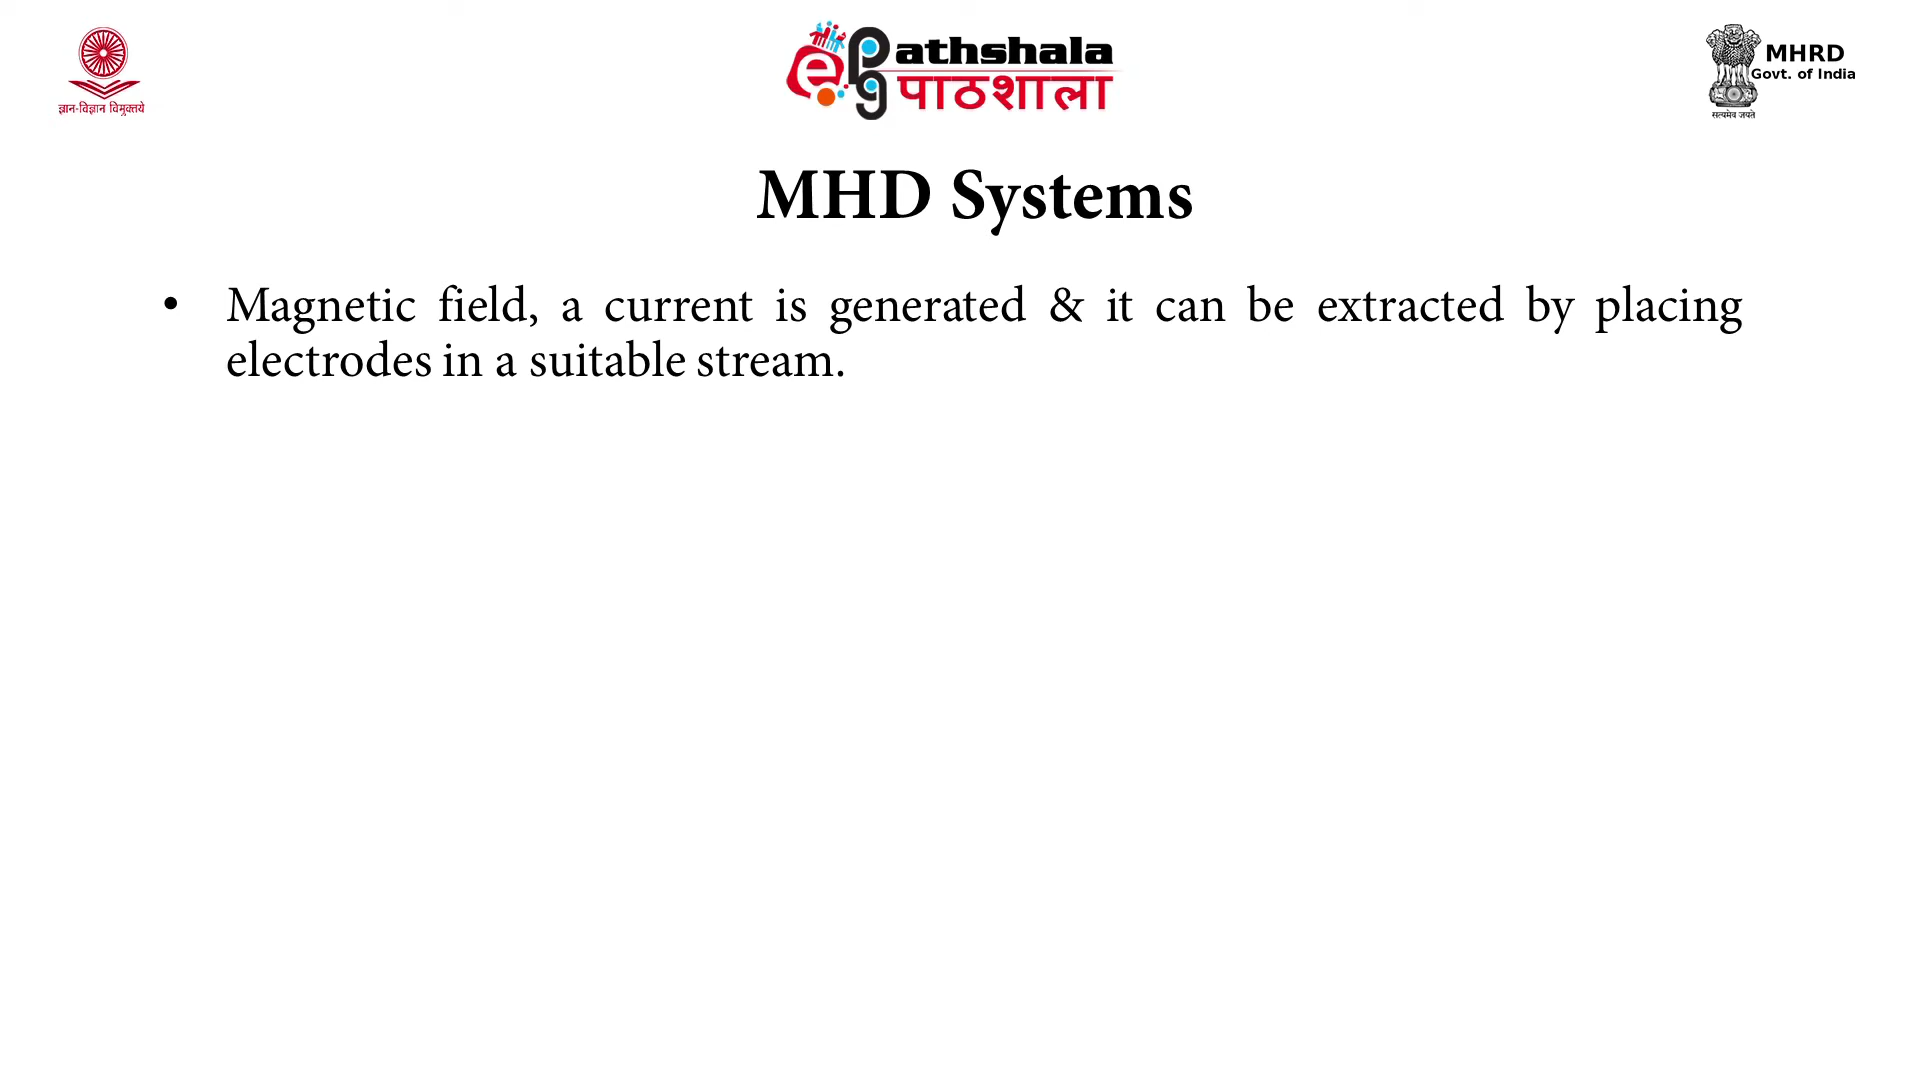 ज्ञान-विज्ञान विमुक्तये
e pg athshala
पाठशाला
MHRD
Govt. of India
सत्यमेव जयते
MHD Systems
• Magnetic field, a current is generated & it can be extracted by placing
electrodes in a suitable stream.